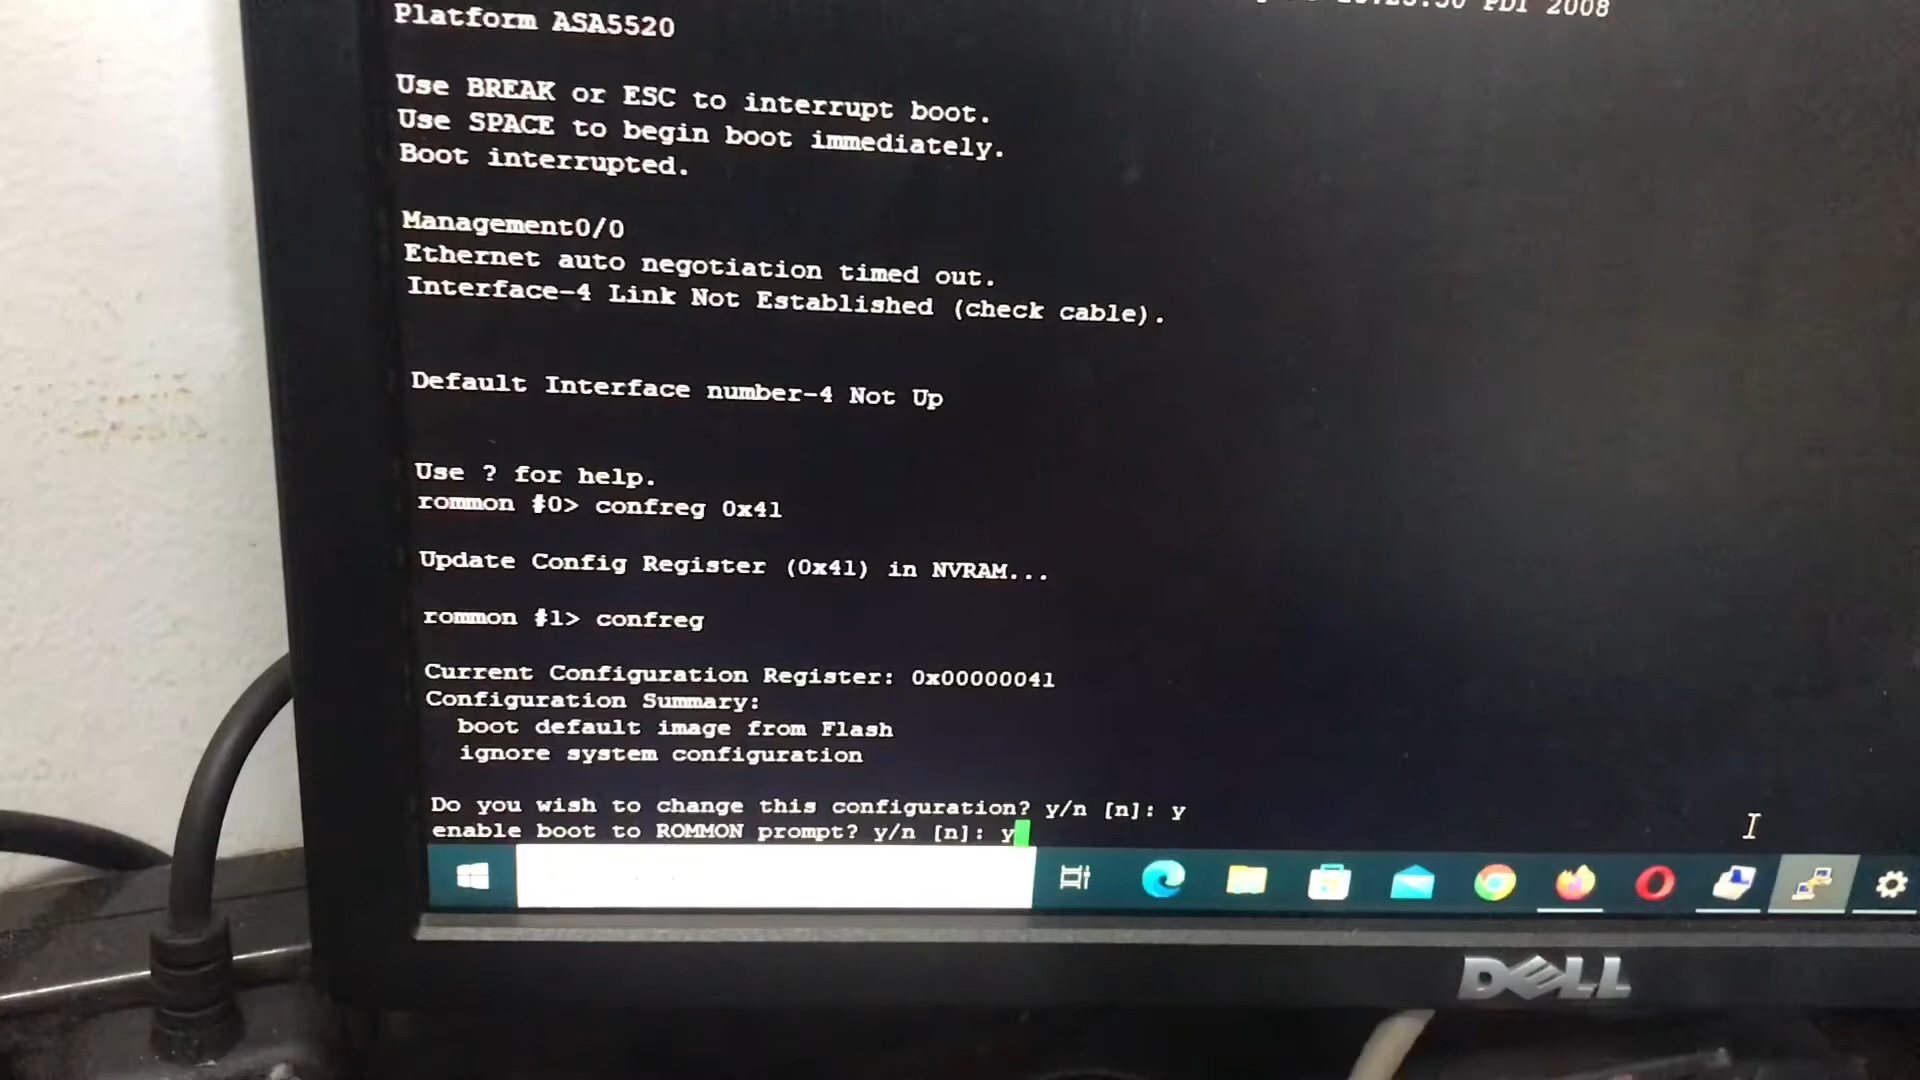 PDT 2008
Platform ASA5520
Use BREAK or ESC to interrupt boot.
Use SPACE to begin boot immediately.
Boot interrupted.
Management0/0
Ethernet auto negotiation timed out.
Interface-4 Link Not Established (check cable).
Default Interface number-4 Not Up
Use ? for help.
rommon #0> confreg 0x41
Update Config Register (0x41) in NVRAM...
rommon #1> confreg
Current Configuration Register: 0x00000041
Configuration Summary:
boot default image from Flash
ignore system configuration
Do you wish to change this configuration? y/n [n]: y
enable boot to ROMMON prompt? y/n [n]: y
DELL